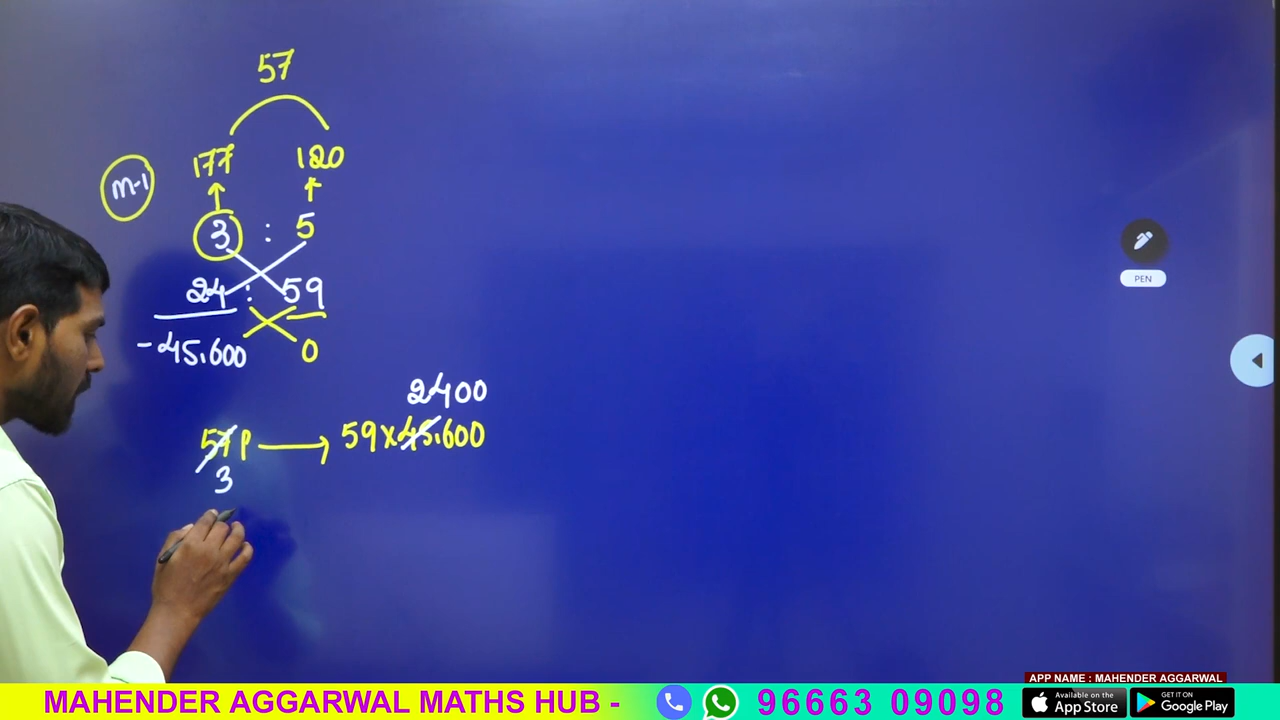 57
177 120
M-1
3 : 5
24 : 59
-45.600 0
2400
57P → 59×45.600
3
PEN
APP NAME : MAHENDER AGGARWAL
MAHENDER AGGARWAL MATHS HUB - 96663 09098
Available on the App Store
GET IT ON Google Play